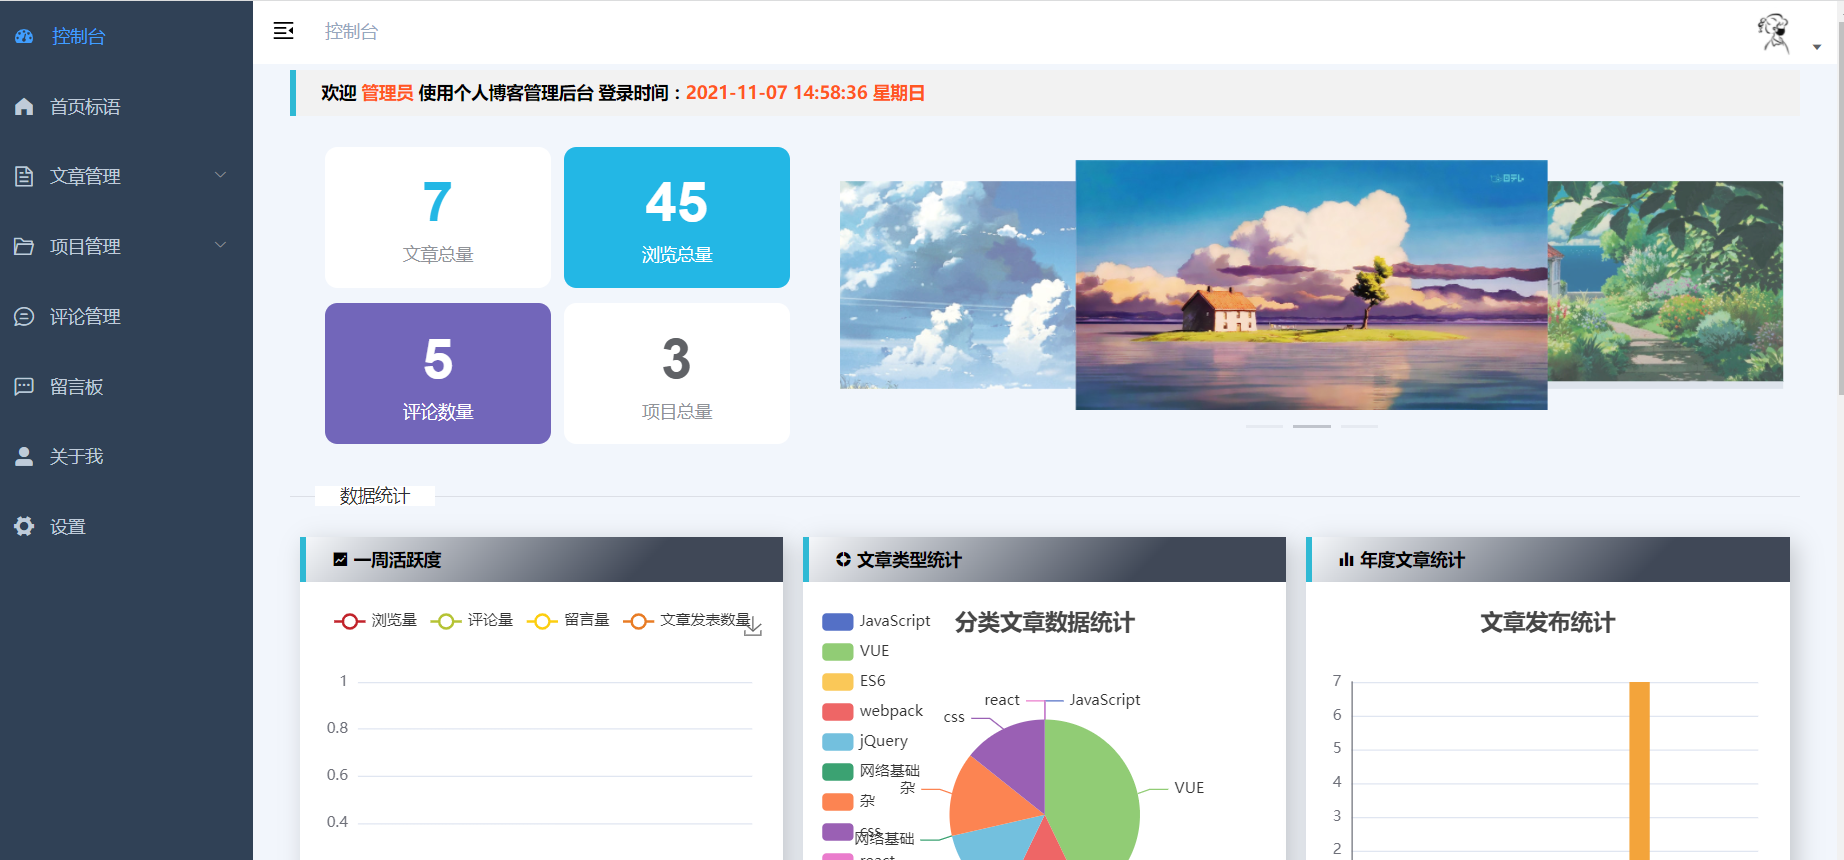 控制台
首页标语
文章管理
项目管理
评论管理
留言板
关于我
设置
控制台
欢迎 管理员 使用个人博客管理后台 登录时间：2021-11-07 14:58:36 星期日
7
文章总量
45
浏览总量
5
评论数量
3
项目总量
日テレ
数据统计
一周活跃度
浏览量 评论量 留言量 文章发表数量
1
0.8
0.6
0.4
文章类型统计
分类文章数据统计
JavaScript
VUE
ES6
webpack
jQuery
网络基础
杂
css
react
react
JavaScript
css
杂
VUE
网络基础
年度文章统计
文章发布统计
7
6
5
4
3
2